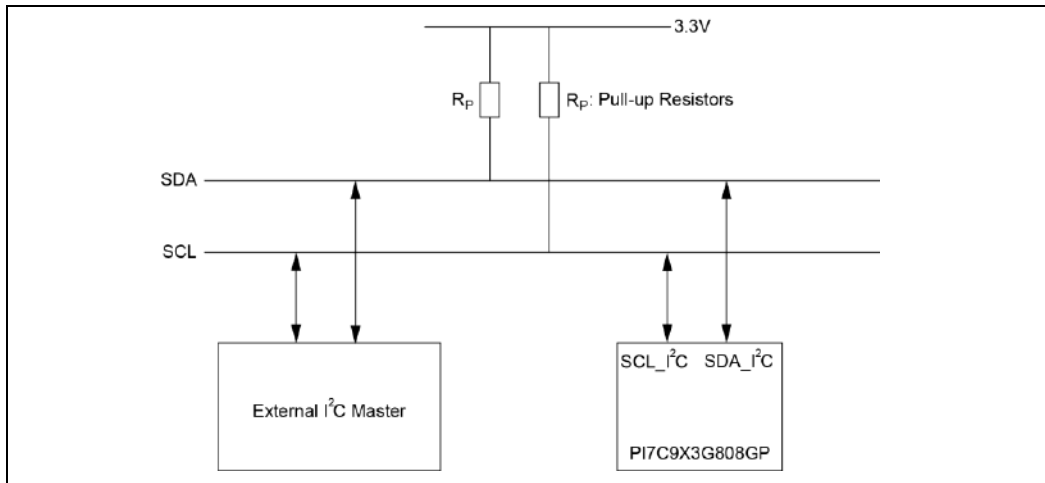 3.3V
R_P R_P: Pull-up Resistors
SDA
SCL
SCL_I²C SDA_I²C
External I²C Master
PI7C9X3G808GP